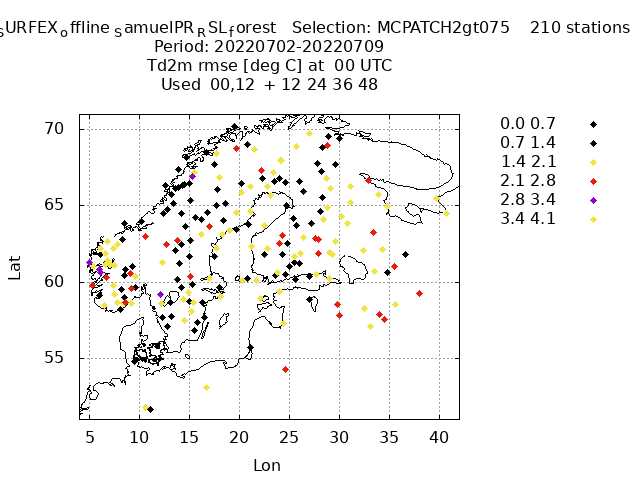 SURFEX_offline_SamuelPR_RSL_forest Selection: MCPATCH2gt075 210 stations
Period: 20220702-20220709
Td2m rmse [deg C] at 00 UTC
Used 00,12 + 12 24 36 48
0.0 0.7
0.7 1.4
1.4 2.1
2.1 2.8
2.8 3.4
3.4 4.1
70
65
60
55
Lat
5 10 15 20 25 30 35 40
Lon